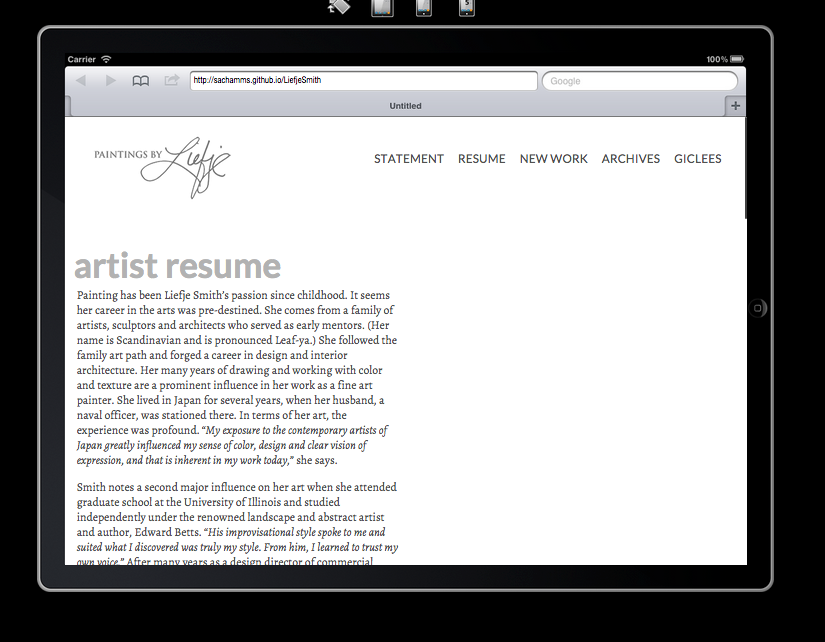 S
Carrier 100%
http://sachamms.github.io/LiefjeSmith Google
Untitled +
PAINTINGS BY Liefje STATEMENT RESUME NEW WORK ARCHIVES GICLEES
artist resume
Painting has been Liefje Smith’s passion since childhood. It seems
her career in the arts was pre-destined. She comes from a family of
artists, sculptors and architects who served as early mentors. (Her
name is Scandinavian and is pronounced Leaf-ya.) She followed the
family art path and forged a career in design and interior
architecture. Her many years of drawing and working with color
and texture are a prominent influence in her work as a fine art
painter. She lived in Japan for several years, when her husband, a
naval officer, was stationed there. In terms of her art, the
experience was profound. “My exposure to the contemporary artists of
Japan greatly influenced my sense of color, design and clear vision of
expression, and that is inherent in my work today,” she says.
Smith notes a second major influence on her art when she attended
graduate school at the University of Illinois and studied
independently under the renowned landscape and abstract artist
and author, Edward Betts. “His improvisational style spoke to me and
suited what I discovered was truly my style. From him, I learned to trust my
own voice.” After many years as a design director of commercial